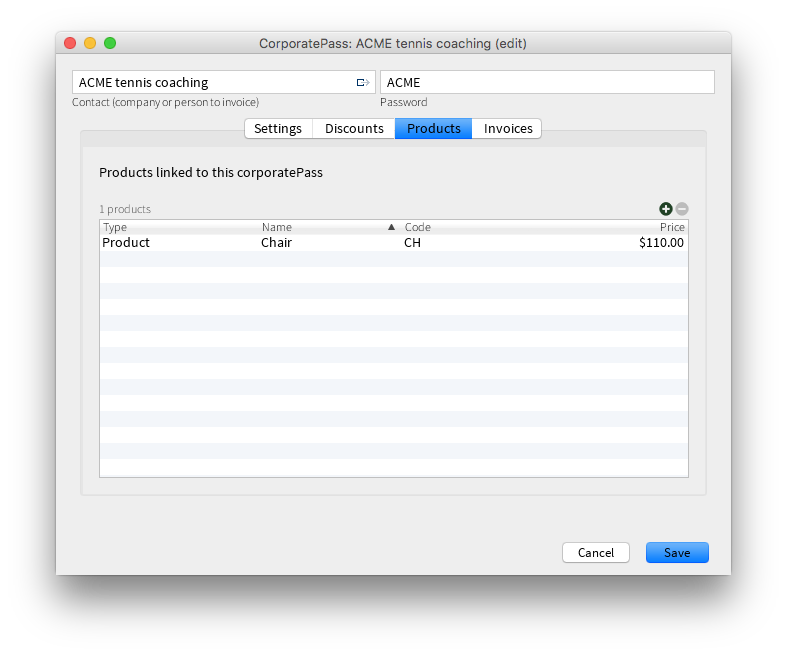 CorporatePass: ACME tennis coaching (edit)
ACME tennis coaching ACME
Contact (company or person to invoice) Password
Settings Discounts Products Invoices
Products linked to this corporatePass
1 products
Type Name Code Price
Product Chair CH $110.00
Cancel Save